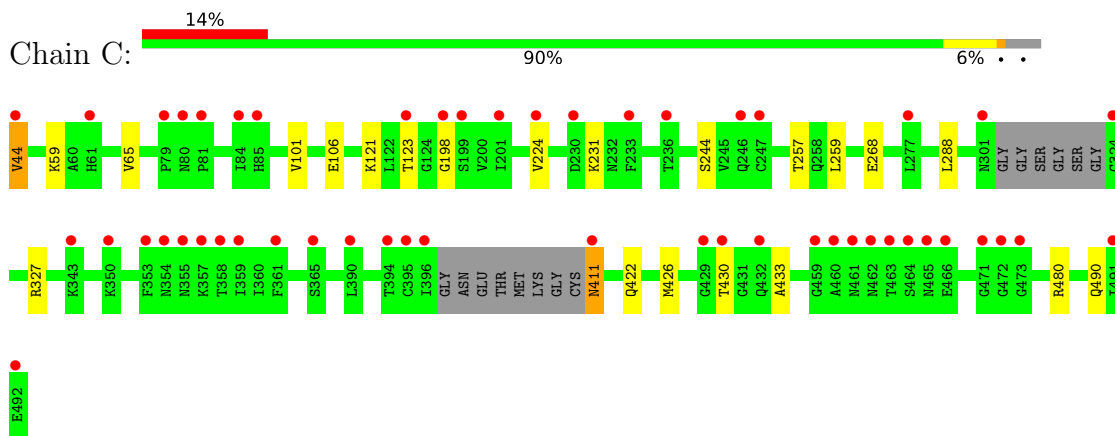 14%
Chain C:
90% 6% • •
V44 K59 A60 H61 V65 P79 N80 P81 I84 H85 V101 E106 K121 L122 T123 G124 G198 S199 V200 I201 V224 D230 K231 N232 F233 T236 S244 V245 Q246 C247 T257 Q258 L259 E268 L277 L288 N301 GLY GLY SER GLY SER GLY G324
R327 K343 K350 F353 N354 N355 K357 T358 I359 I360 F361 S365 L390 T394 C395 I396 GLY ASN GLU THR MET LYS GLY CYS N411 Q422 M426 G429 T430 G431 Q432 A433 G459 A460 N461 N462 T463 S464 N465 E466 G471 G472 G473 R480 Q490 I491
E492